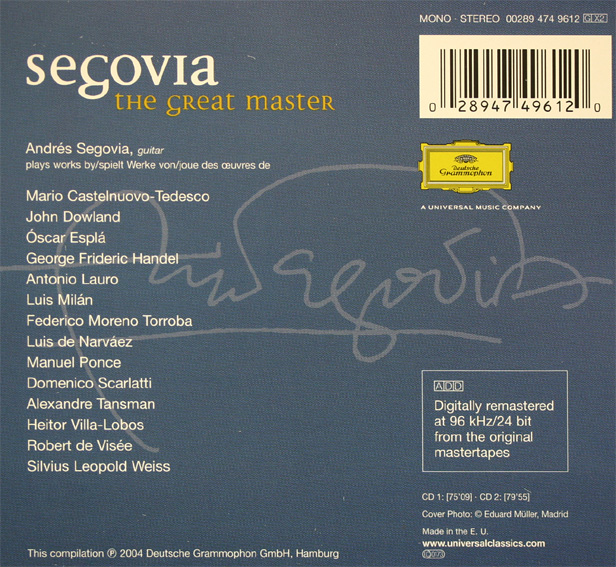 MONO · STEREO 00289 474 9612 GH2
segovia
the great master
0 28947 49612 0
Andrés Segovia, guitar
plays works by/spielt Werke von/joue des œuvres de
Deutsche
Grammophon
A UNIVERSAL MUSIC COMPANY
Mario Castelnuovo-Tedesco
John Dowland
Óscar Esplá
George Frideric Handel
Antonio Lauro
Luis Milán
Federico Moreno Torroba
Luis de Narváez
Manuel Ponce
Domenico Scarlatti
Alexandre Tansman
Heitor Villa-Lobos
Robert de Visée
Silvius Leopold Weiss
Segovia
ADD
Digitally remastered
at 96 kHz/24 bit
from the original
mastertapes
CD 1: [75'09] · CD 2: [79'55]
Cover Photo: © Eduard Müller, Madrid
Made in the E. U.
www.universalclassics.com
This compilation ℗ 2004 Deutsche Grammophon GmbH, Hamburg